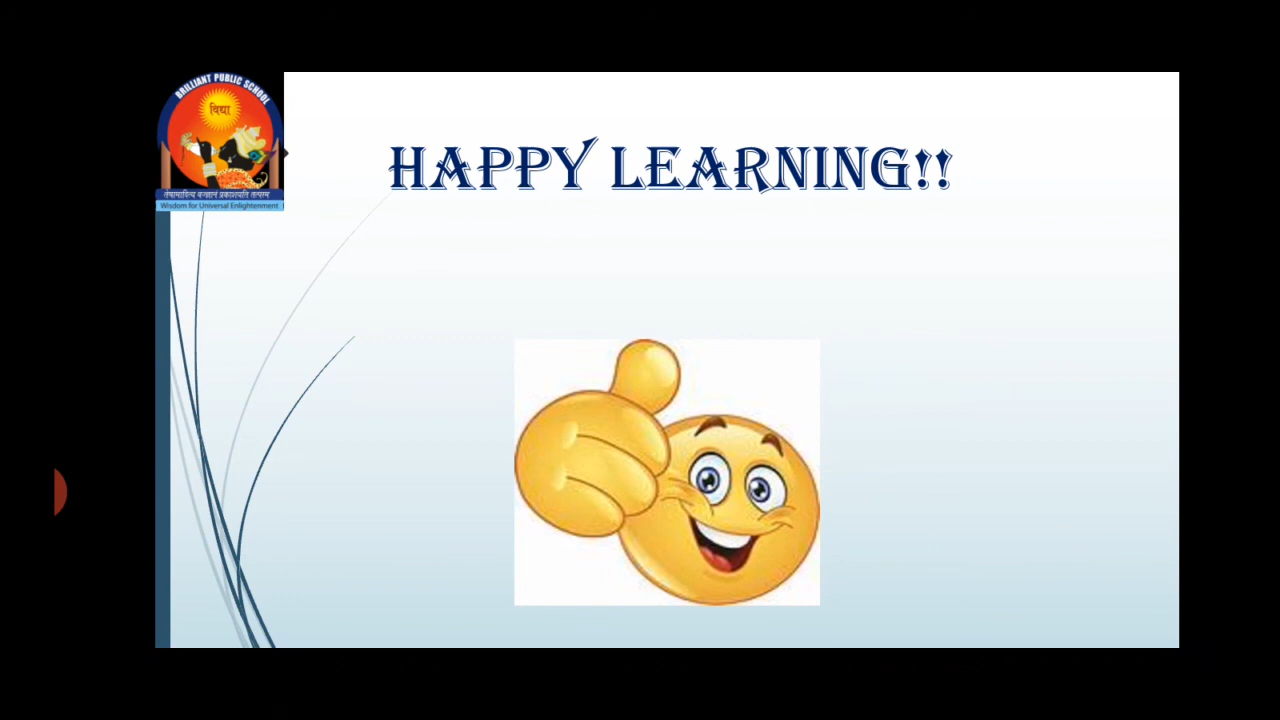 BRILLIANT PUBLIC SCHOOL
विद्या
HAPPY LEARNING!!
Wisdom for Universal Enlightenment